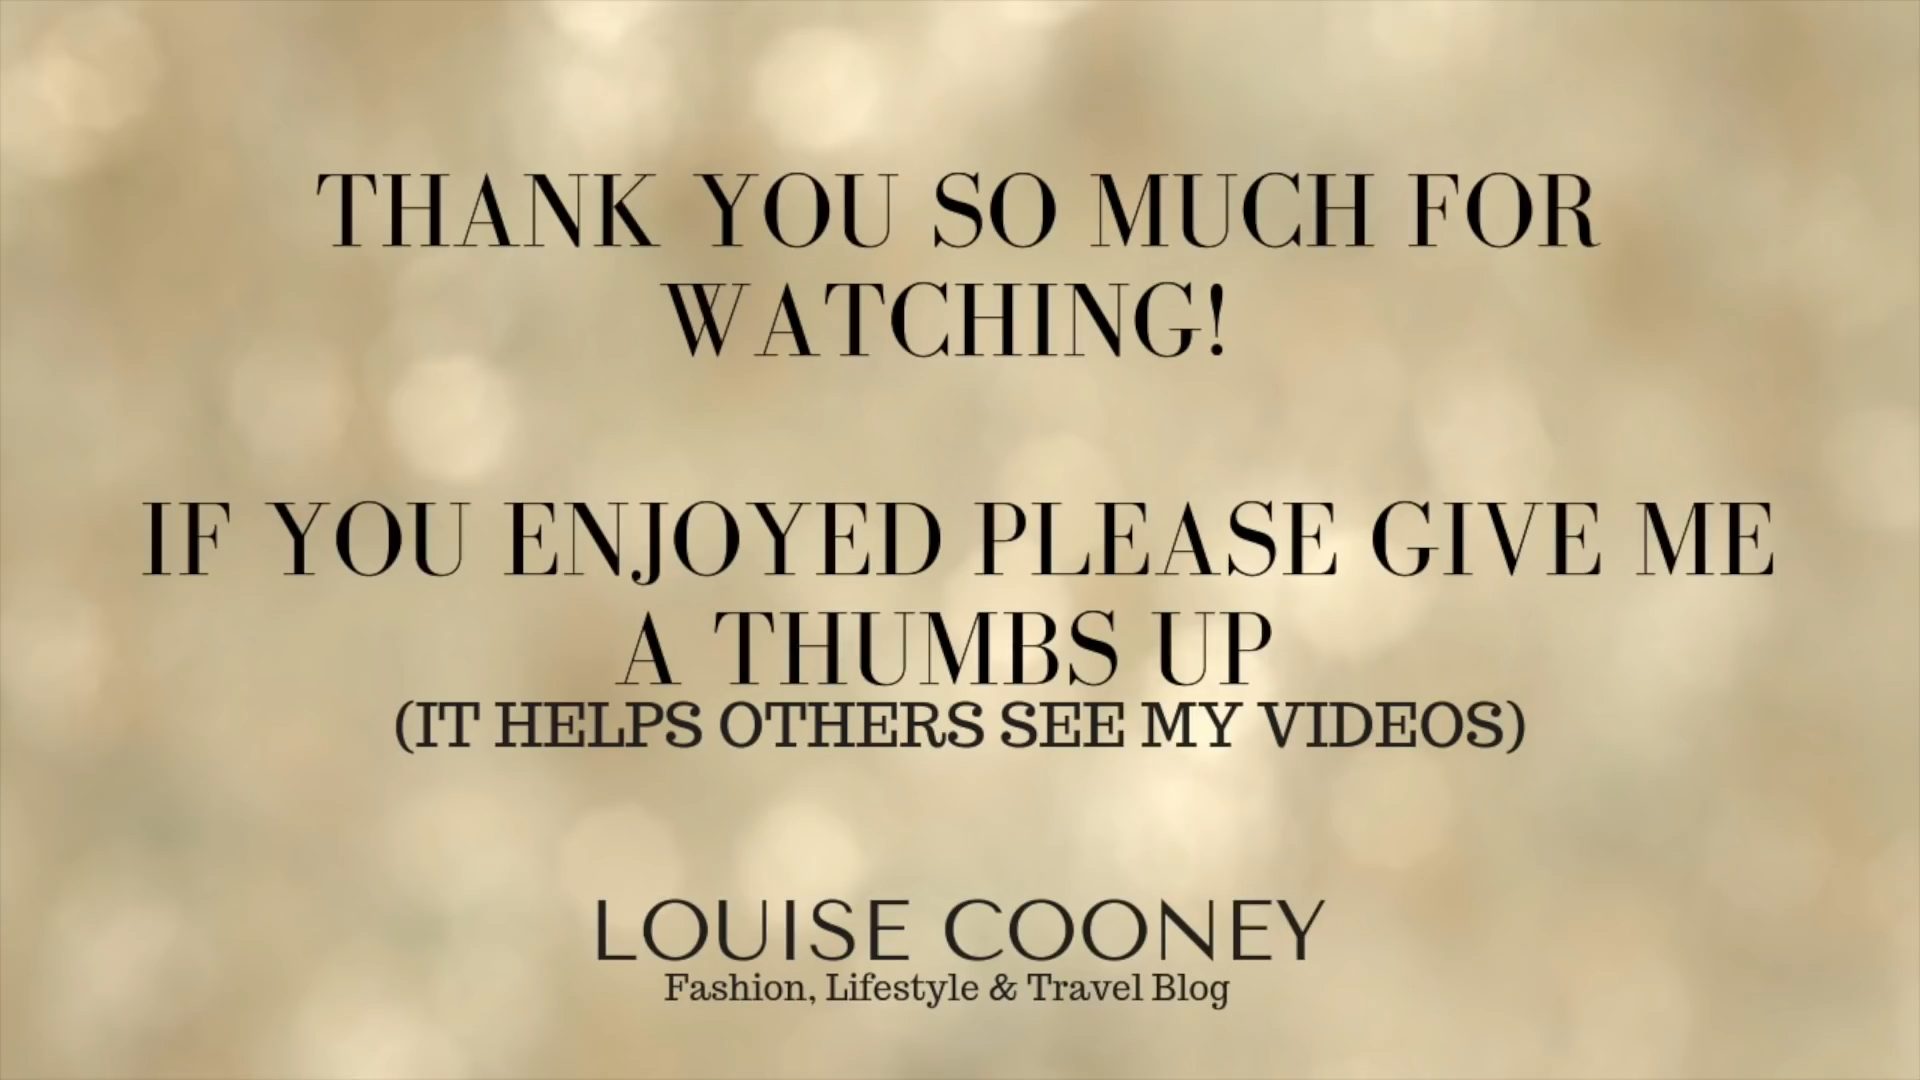 THANK YOU SO MUCH FOR
WATCHING!
IF YOU ENJOYED PLEASE GIVE ME
A THUMBS UP
(IT HELPS OTHERS SEE MY VIDEOS)
LOUISE COONEY
Fashion, Lifestyle & Travel Blog